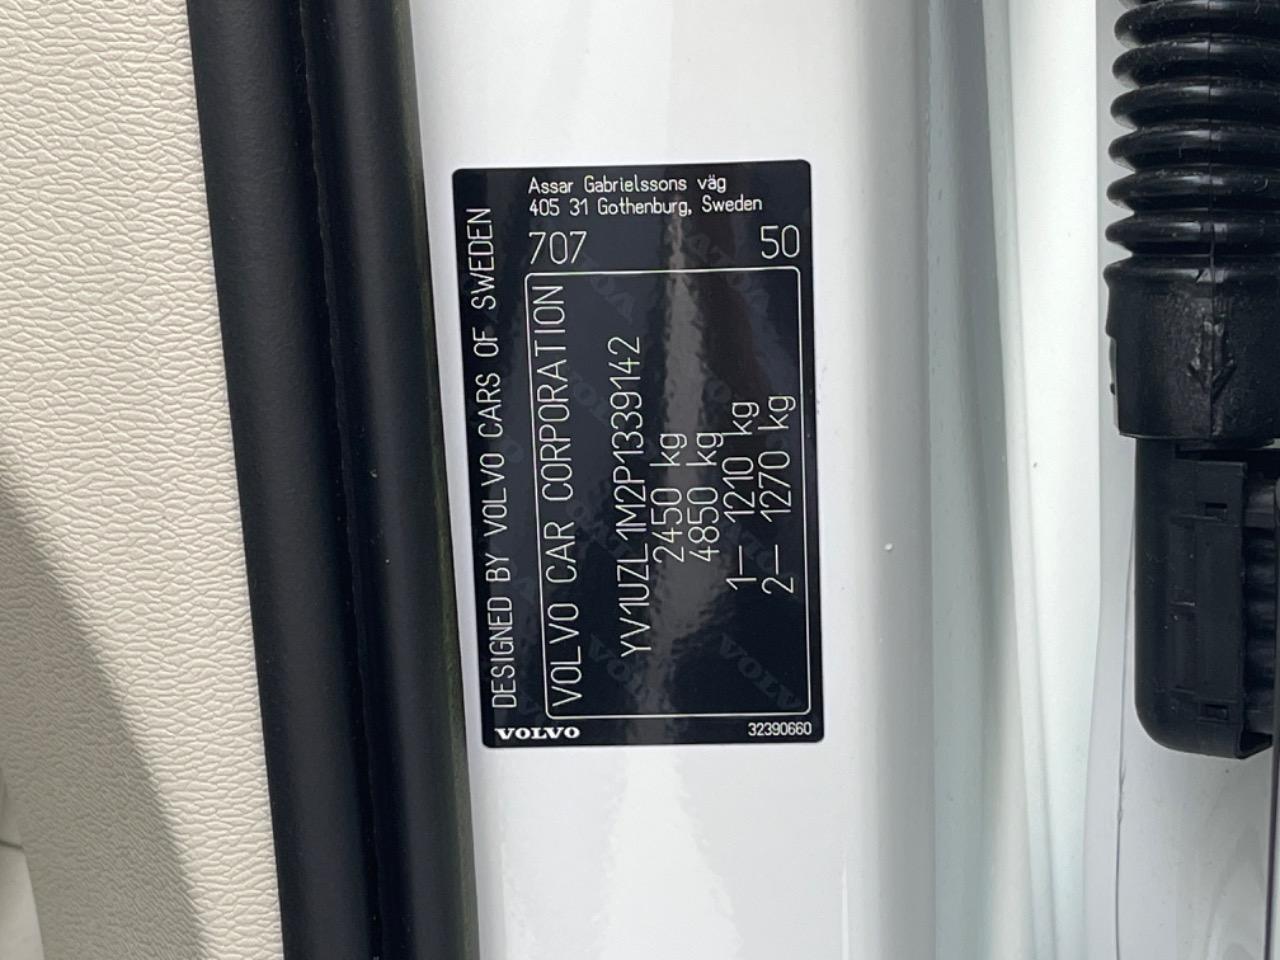 Assar Gabrielssons väg
405 31 Gothenburg, Sweden
707 50
DESIGNED BY VOLVO CARS OF SWEDEN
VOLVO CAR CORPORATION
YV1UZL1M2P1339142
2450 kg
4850 kg
1— 1210 kg
2— 1270 kg
VOLVO
32390660